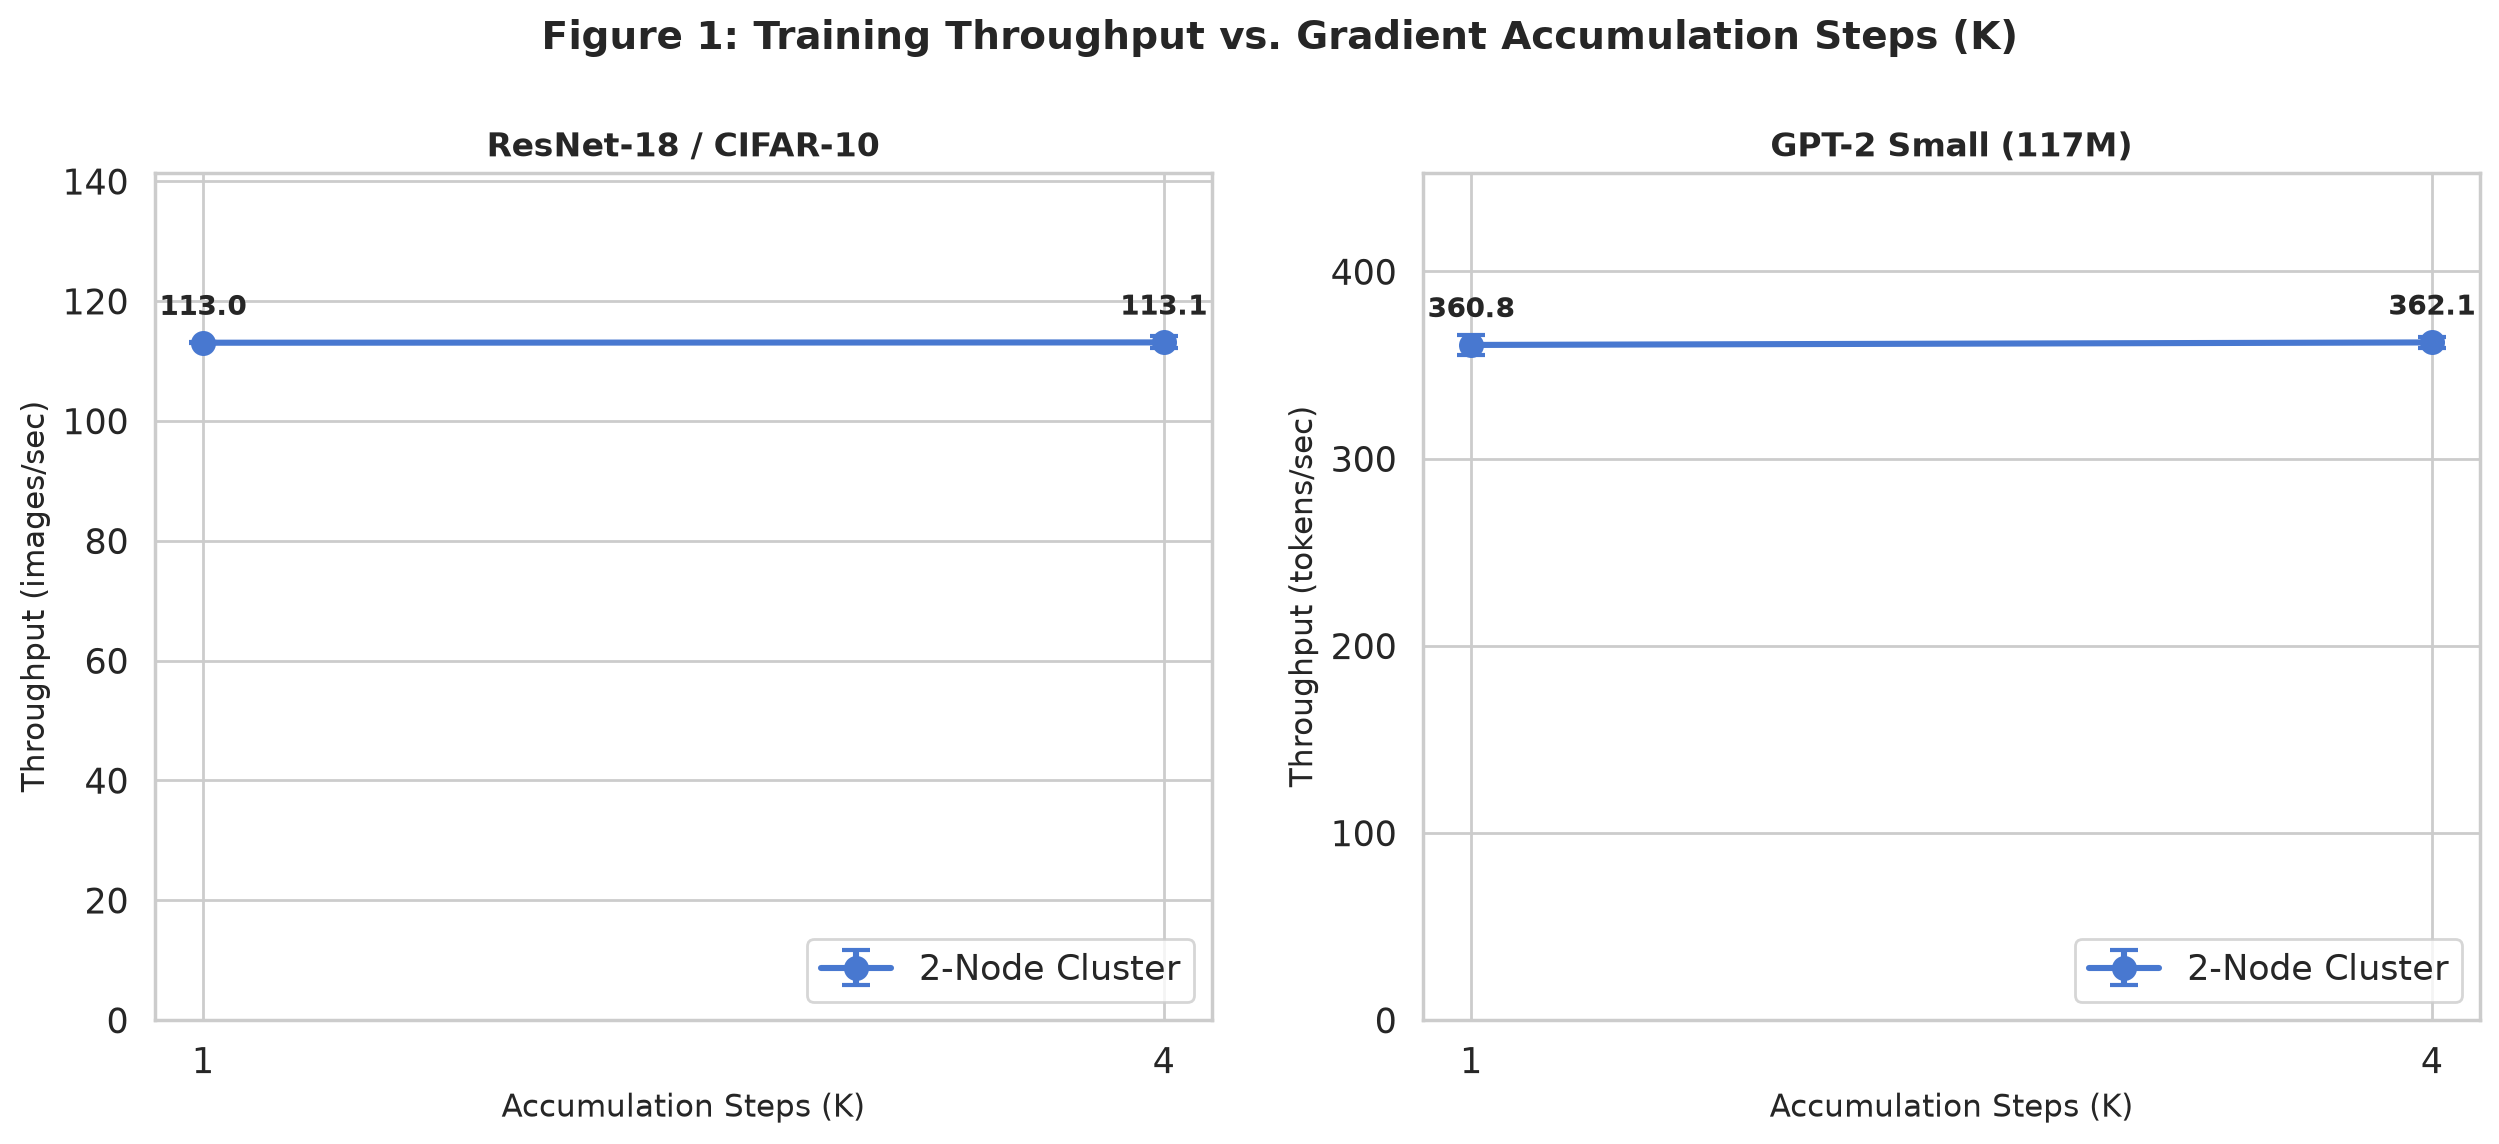 Figure 1: Training Throughput vs. Gradient Accumulation Steps (K)
ResNet-18 / CIFAR-10
Throughput (images/sec)
140
120
100
80
60
40
20
0
113.0
113.1
2-Node Cluster
1
4
Accumulation Steps (K)
GPT-2 Small (117M)
Throughput (tokens/sec)
400
300
200
100
0
360.8
362.1
2-Node Cluster
1
4
Accumulation Steps (K)